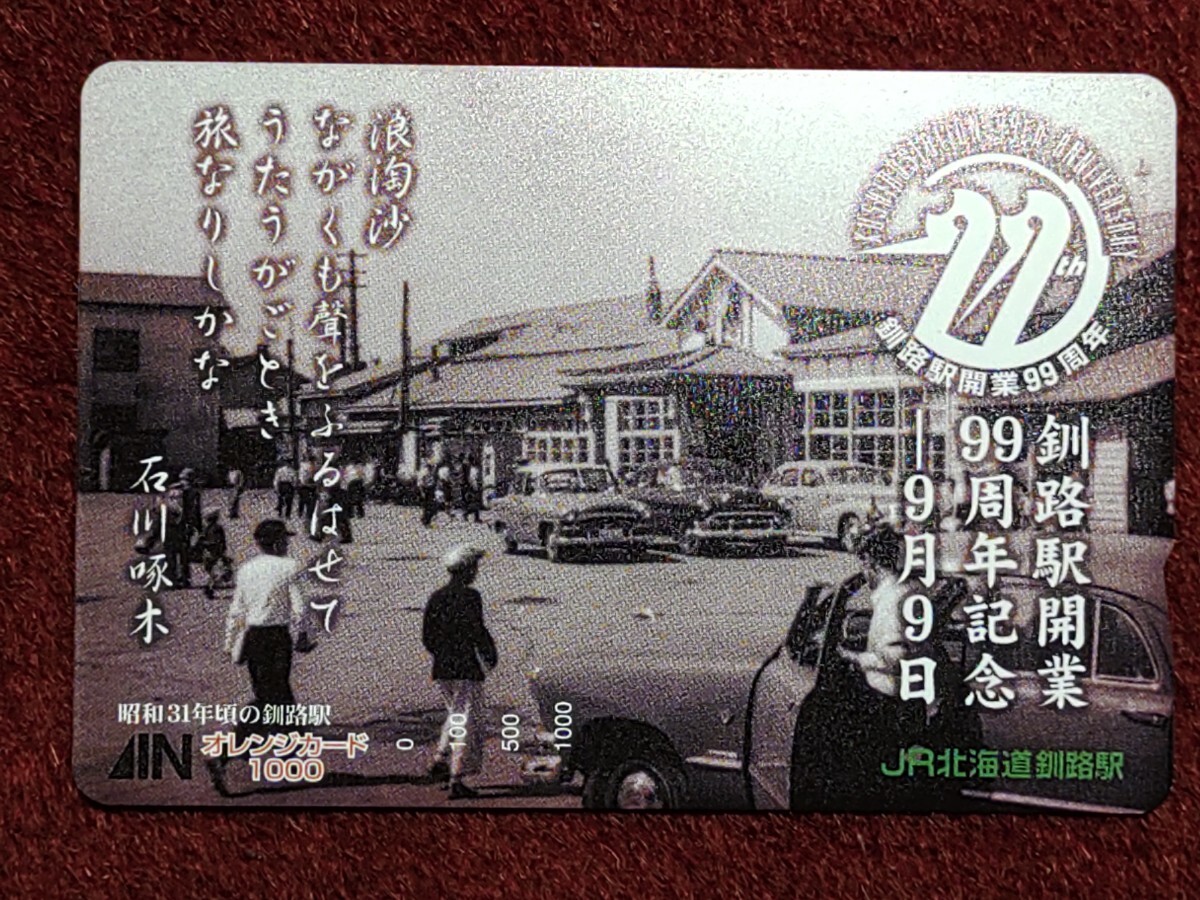 浪淘沙
ながくも聲をふるはせて
うたうがごとき
旅なりしかな
石川啄木
99th
釧路駅開業99周年
釧路駅開業
99周年記念
|9月9日
昭和31年頃の釧路駅
オレンジカード
1000
0 100 500 1000
JR北海道釧路駅